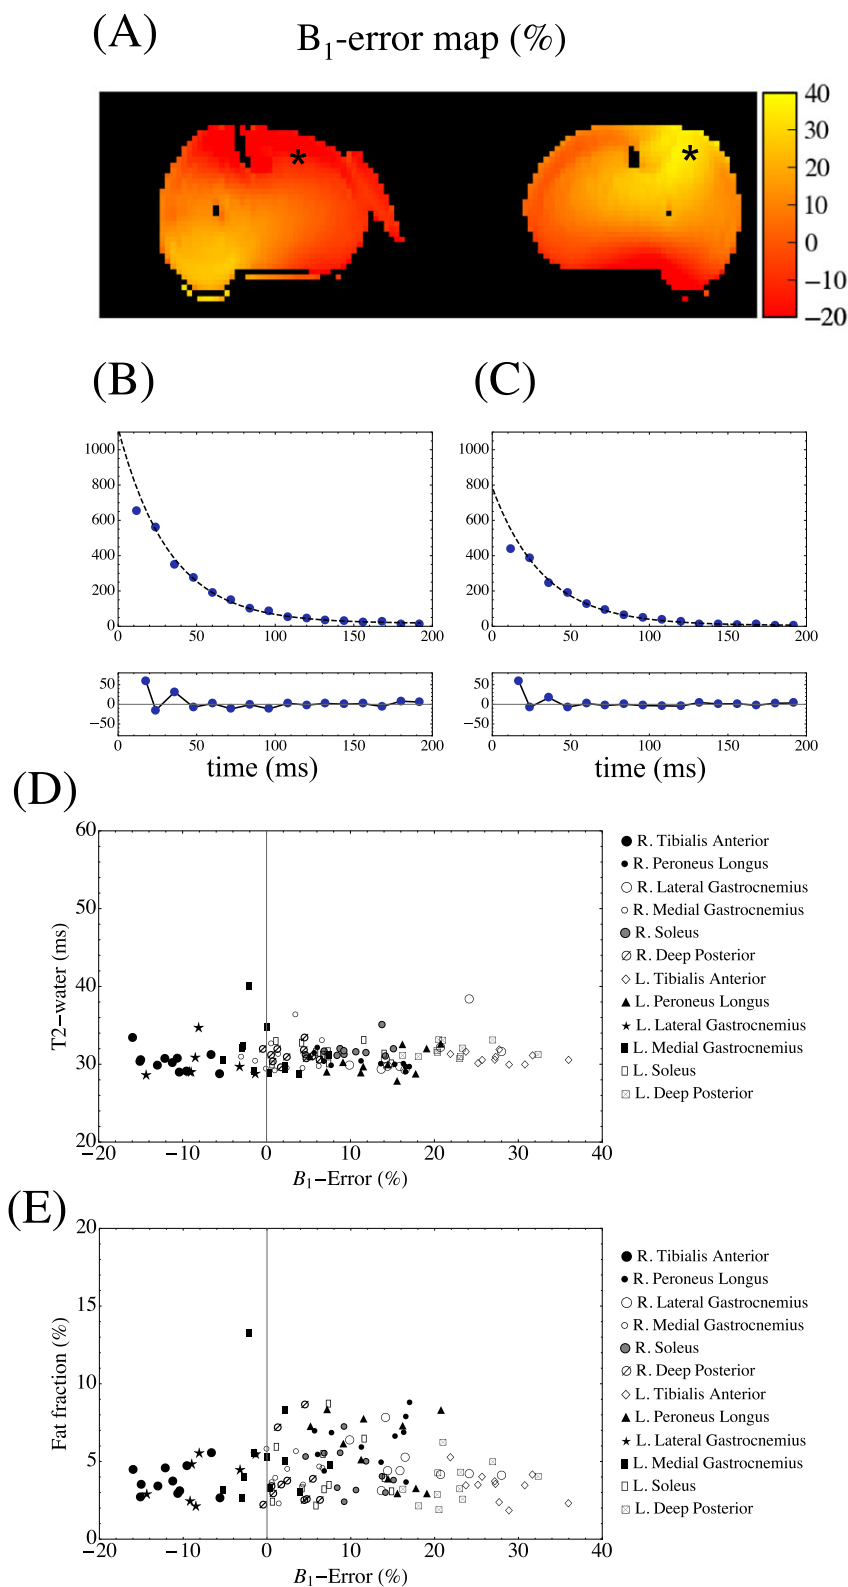 (A)
B₁-error map (%)
*
*
40
30
20
10
0
−10
−20
(B)
(C)
1000
800
600
400
200
0
0
50
100
150
200
1000
800
600
400
200
0
0
50
100
150
200
50
0
−50
0
50
100
150
200
time (ms)
50
0
−50
0
50
100
150
200
time (ms)
(D)
60
50
40
30
20
T2−water (ms)
−20
−10
0
10
20
30
40
B₁−Error (%)
R. Tibialis Anterior
R. Peroneus Longus
R. Lateral Gastrocnemius
R. Medial Gastrocnemius
R. Soleus
R. Deep Posterior
L. Tibialis Anterior
L. Peroneus Longus
L. Lateral Gastrocnemius
L. Medial Gastrocnemius
L. Soleus
L. Deep Posterior
(E)
20
15
10
5
0
Fat fraction (%)
−20
−10
0
10
20
30
40
B₁−Error (%)
R. Tibialis Anterior
R. Peroneus Longus
R. Lateral Gastrocnemius
R. Medial Gastrocnemius
R. Soleus
R. Deep Posterior
L. Tibialis Anterior
L. Peroneus Longus
L. Lateral Gastrocnemius
L. Medial Gastrocnemius
L. Soleus
L. Deep Posterior